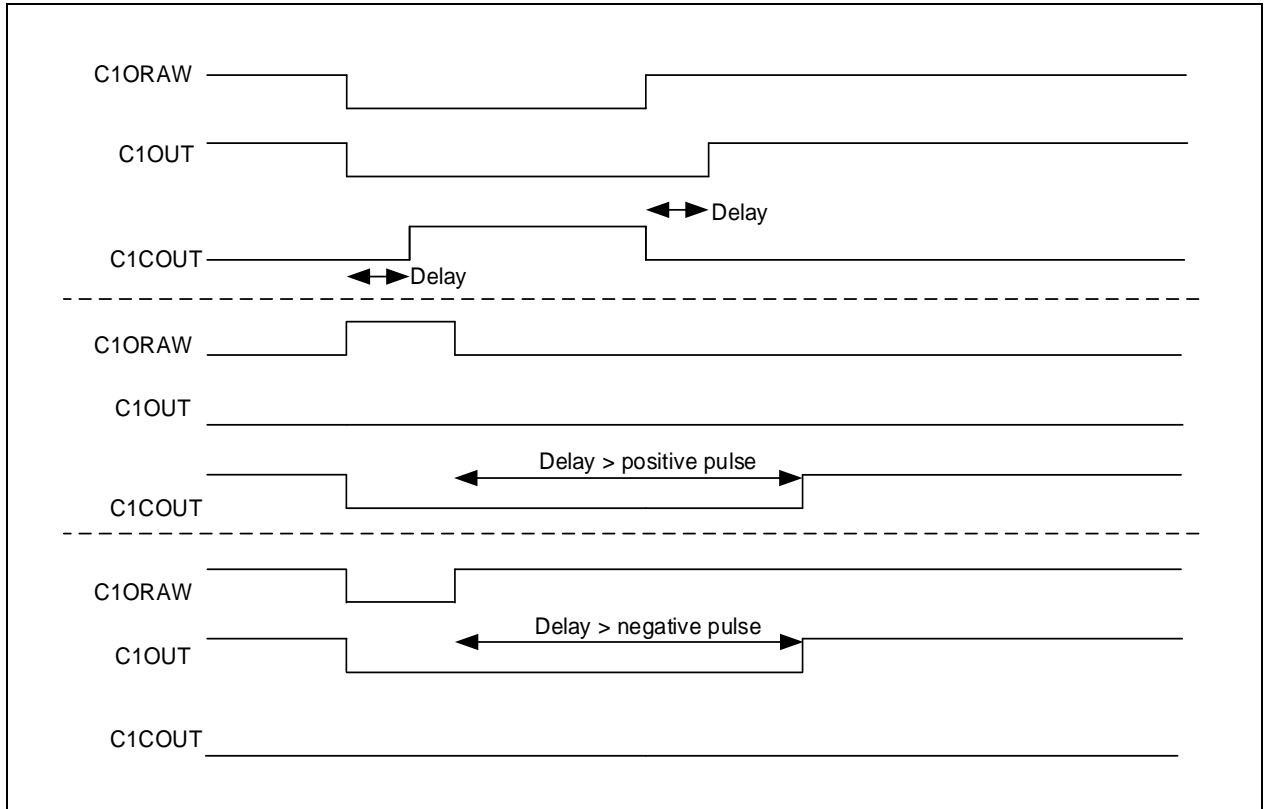 C1ORAW
C1OUT
Delay
C1COUT
Delay
C1ORAW
C1OUT
Delay > positive pulse
C1COUT
C1ORAW
Delay > negative pulse
C1OUT
C1COUT